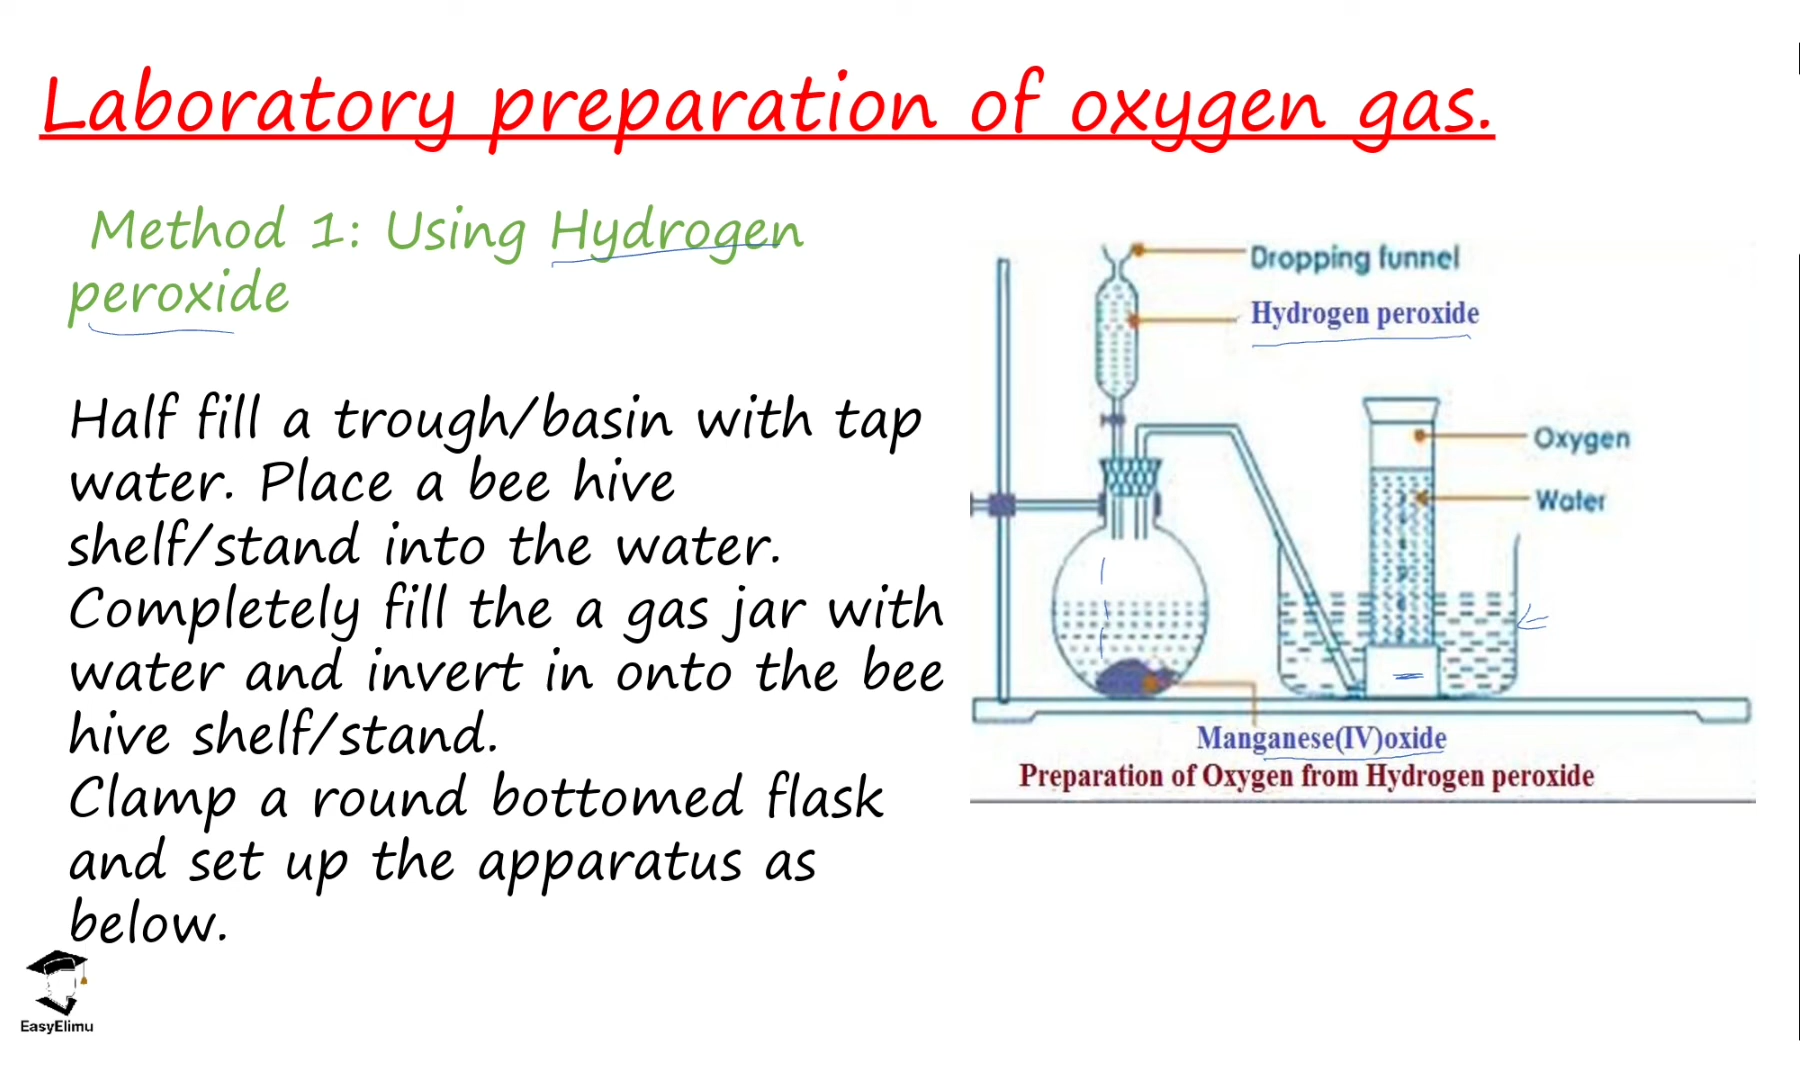 Laboratory preparation of oxygen gas.
Method 1: Using Hydrogen
peroxide
Half fill a trough/basin with tap
water. Place a bee hive
shelf/stand into the water.
Completely fill the a gas jar with
water and invert in onto the bee
hive shelf/stand.
Clamp a round bottomed flask
and set up the apparatus as
below.
Dropping funnel
Hydrogen peroxide
Oxygen
Water
Manganese(IV)oxide
Preparation of Oxygen from Hydrogen peroxide
EasyElimu